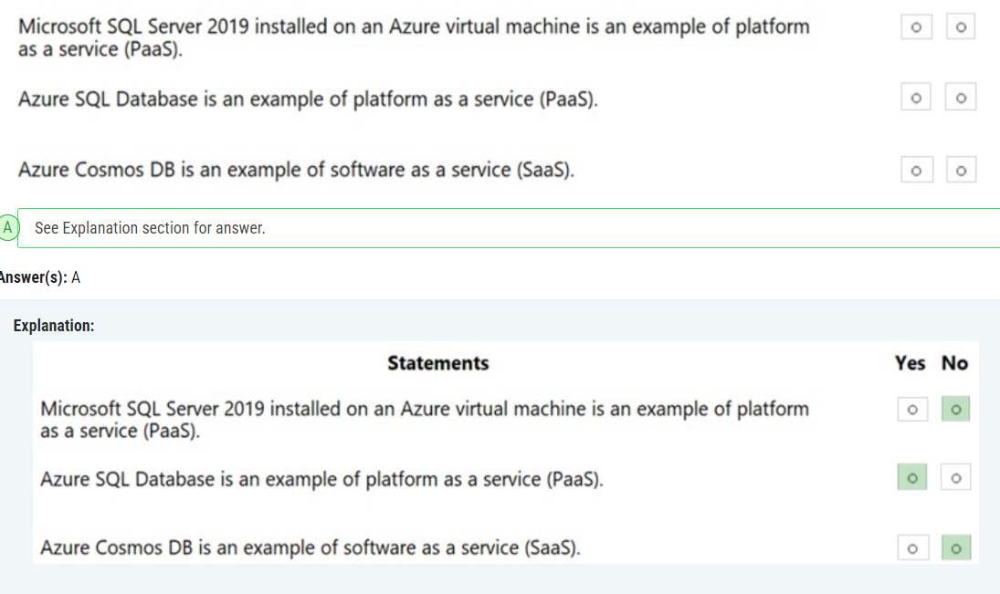 Microsoft SQL Server 2019 installed on an Azure virtual machine is an example of platform
as a service (PaaS).
Azure SQL Database is an example of platform as a service (PaaS).
Azure Cosmos DB is an example of software as a service (SaaS).
A See Explanation section for answer.
Answer(s): A
Explanation:
Statements Yes No
Microsoft SQL Server 2019 installed on an Azure virtual machine is an example of platform
as a service (PaaS).
Azure SQL Database is an example of platform as a service (PaaS).
Azure Cosmos DB is an example of software as a service (SaaS).